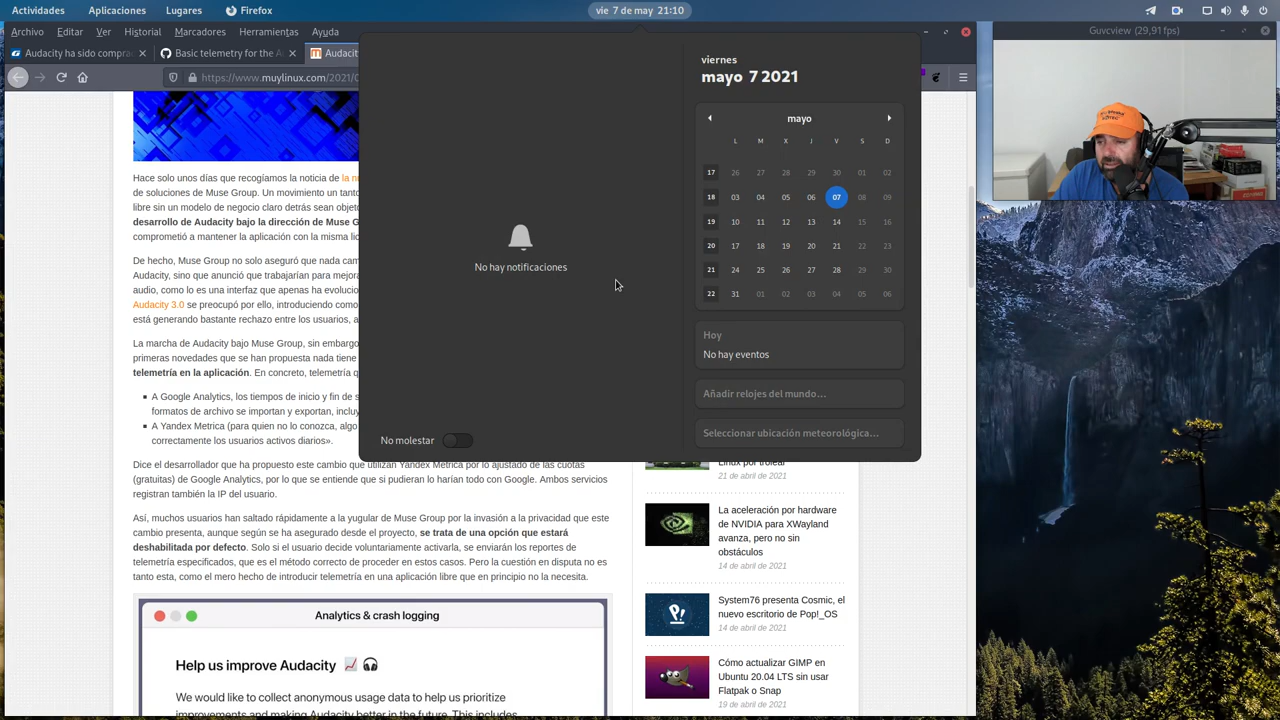 Actividades Aplicaciones Lugares Firefox vie 7 de may 21:10
Archivo Editar Ver Historial Marcadores Herramientas Ayuda
Guvcview (29,91 fps)
Audacity ha sido comprac
Basic telemetry for the A
Audacit
https://www.muylinux.com/2021/0
Hace solo unos días que recogíamos la noticia de
de soluciones de Muse Group. Un movimiento un tanto
libre sin un modelo de negocio claro detrás sean objeto
desarrollo de Audacity bajo la dirección de Muse G
comprometió a mantener la aplicación con la misma lic
De hecho, Muse Group no solo aseguró que nada cam
Audacity, sino que anunció que trabajarían para mejora
audio, como lo es una interfaz que apenas ha evolucio
Audacity 3.0 se preocupó por ello, introduciendo como
está generando bastante rechazo entre los usuarios, a
La marcha de Audacity bajo Muse Group, sin embargo
primeras novedades que se han propuesta nada tiene
telemetría en la aplicación. En concreto, telemetría q
A Google Analytics, los tiempos de inicio y fin de s
formatos de archivo se importan y exportan, incluy
A Yandex Metrica (para quien no lo conozca, algo
correctamente los usuarios activos diarios».
Dice el desarrollador que ha propuesto este cambio que utilizan Yandex Metrica por lo ajustado de las cuotas
(gratuitas) de Google Analytics, por lo que se entiende que si pudieran lo harían todo con Google. Ambos servicios
registran también la IP del usuario.
Así, muchos usuarios han saltado rápidamente a la yugular de Muse Group por la invasión a la privacidad que este
cambio presenta, aunque según se ha asegurado desde el proyecto, se trata de una opción que estará
deshabilitada por defecto. Solo si el usuario decide voluntariamente activarla, se enviarán los reportes de
telemetría especificados, que es el método correcto de proceder en estos casos. Pero la cuestión en disputa no es
tanto esta, como el mero hecho de introducir telemetría en una aplicación libre que en principio no la necesita.
Analytics & crash logging
Help us improve Audacity
We would like to collect anonymous usage data to help us prioritize
improvements and making Audacity better in the future. This includes
No hay notificaciones
No molestar
viernes
mayo 7 2021
mayo
L M X J V S D
17 26 27 28 29 30 01 02
18 03 04 05 06 07 08 09
19 10 11 12 13 14 15 16
20 17 18 19 20 21 22 23
21 24 25 26 27 28 29 30
22 31 01 02 03 04 05 06
Hoy
No hay eventos
Añadir relojes del mundo…
Seleccionar ubicación meteorológica…
Linux por trolear
21 de abril de 2021
La aceleración por hardware
de NVIDIA para XWayland
avanza, pero no sin
obstáculos
14 de abril de 2021
System76 presenta Cosmic, el
nuevo escritorio de Pop!_OS
14 de abril de 2021
Cómo actualizar GIMP en
Ubuntu 20.04 LTS sin usar
Flatpak o Snap
19 de abril de 2021